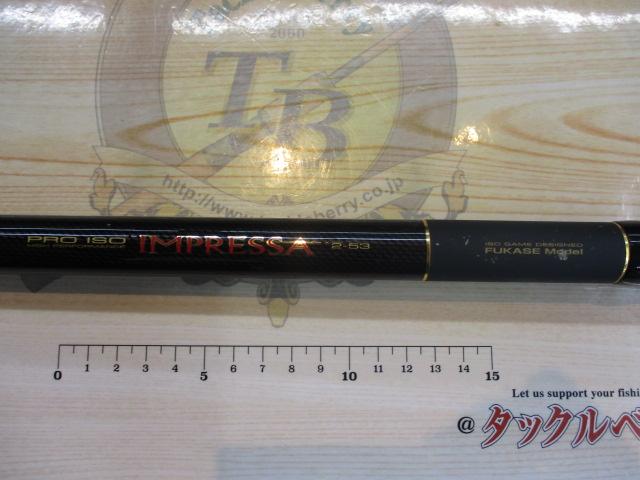 2060
TB
http://www.tackleberry.co.jp
PRO ISO IMPRESSA 2-53
ISO GAME DESIGNED
FUKASE Model
0 1 2 3 4 5 6 7 8 9 10 11 12 13 14 15
Let us support your fishi
@タックルベ